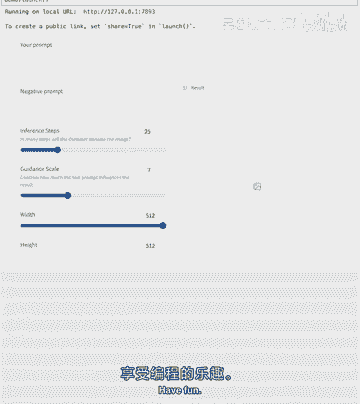 Running on local URL: http://127.0.0.1:7893
To create a public link, set `share=True` in `launch()`.
Your prompt
Result
Negative prompt
Inference Steps 25
In many steps will the denoiser denoise the image?
Guidance Scale 7
Controls how much the text prompt influences the result
Width 512
Height 512
享受编程的乐趣。
Have fun.